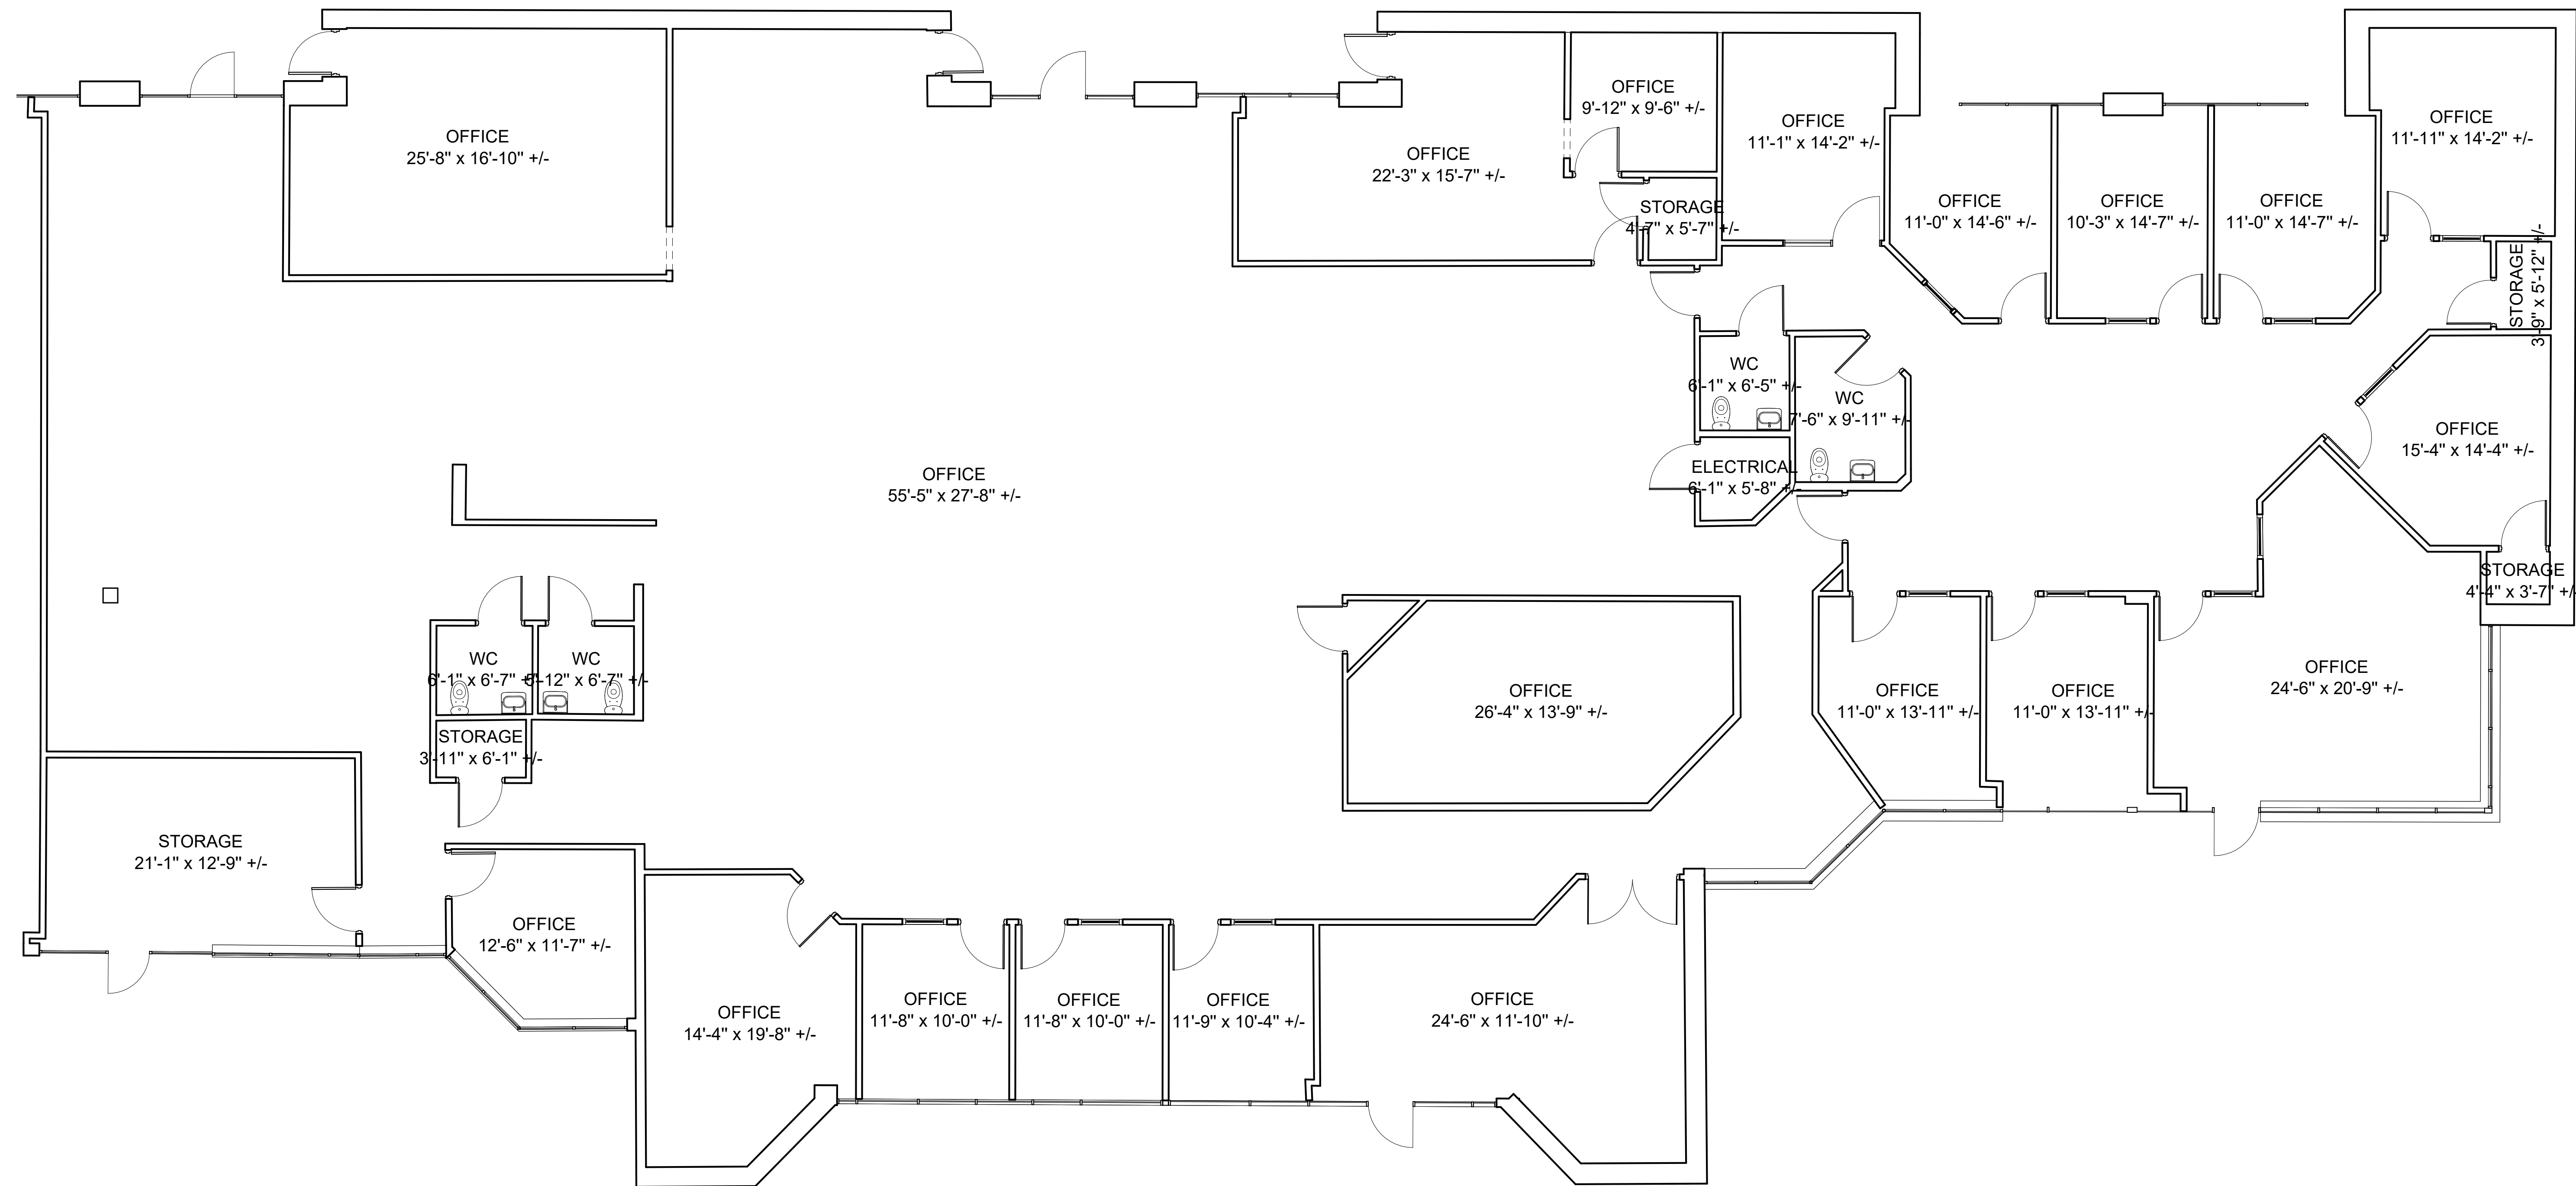 OFFICE
25'-8" x 16'-10" +/-
OFFICE
22'-3" x 15'-7" +/-
OFFICE
9'-12" x 9'-6" +/-
STORAGE
4'-7" x 5'-7" +/-
OFFICE
11'-1" x 14'-2" +/-
OFFICE
11'-0" x 14'-6" +/-
OFFICE
10'-3" x 14'-7" +/-
OFFICE
11'-0" x 14'-7" +/-
OFFICE
11'-11" x 14'-2" +/-
STORAGE
3'-9" x 5'-12" +/-
WC
6'-1" x 6'-5" +/-
WC
7'-6" x 9'-11" +/-
ELECTRICAL
6'-1" x 5'-8" +/-
OFFICE
15'-4" x 14'-4" +/-
STORAGE
4'-4" x 3'-7" +/-
OFFICE
55'-5" x 27'-8" +/-
WC
6'-1" x 6'-7" +/-
WC
5'-12" x 6'-7" +/-
STORAGE
3'-11" x 6'-1" +/-
OFFICE
26'-4" x 13'-9" +/-
OFFICE
11'-0" x 13'-11" +/-
OFFICE
11'-0" x 13'-11" +/-
OFFICE
24'-6" x 20'-9" +/-
STORAGE
21'-1" x 12'-9" +/-
OFFICE
12'-6" x 11'-7" +/-
OFFICE
14'-4" x 19'-8" +/-
OFFICE
11'-8" x 10'-0" +/-
OFFICE
11'-8" x 10'-0" +/-
OFFICE
11'-9" x 10'-4" +/-
OFFICE
24'-6" x 11'-10" +/-